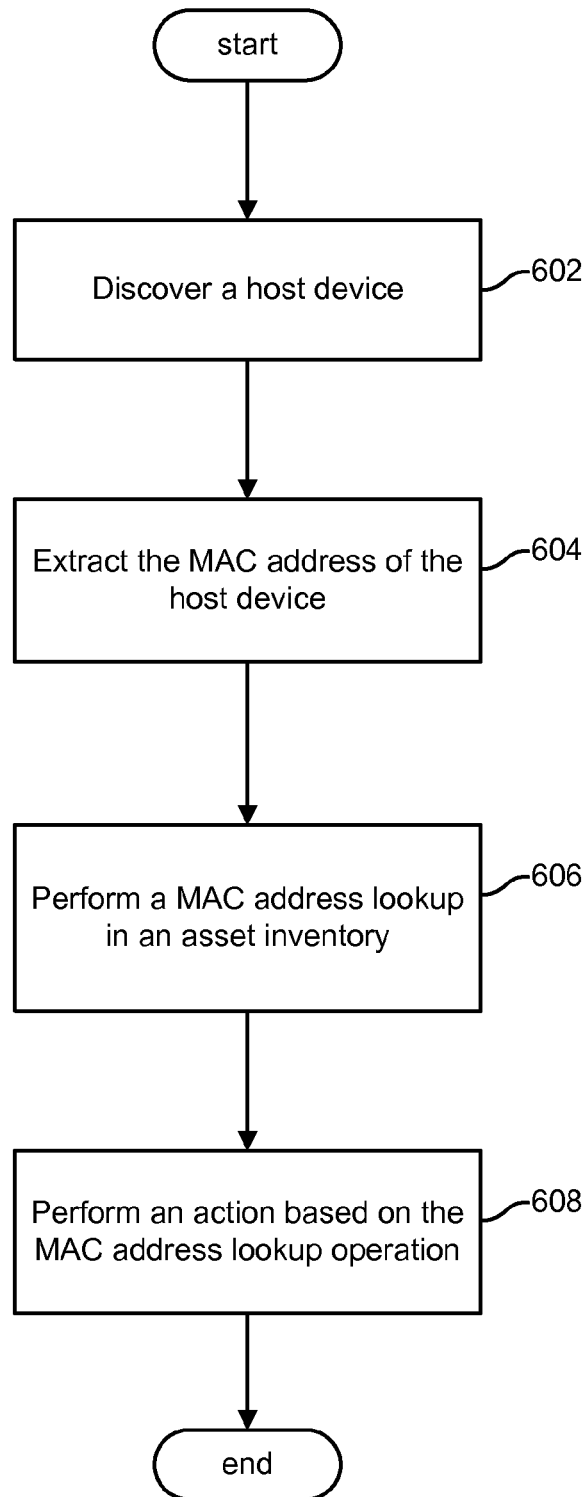 start
Discover a host device
602
Extract the MAC address of the
host device
604
Perform a MAC address lookup
in an asset inventory
606
Perform an action based on the
MAC address lookup operation
608
end